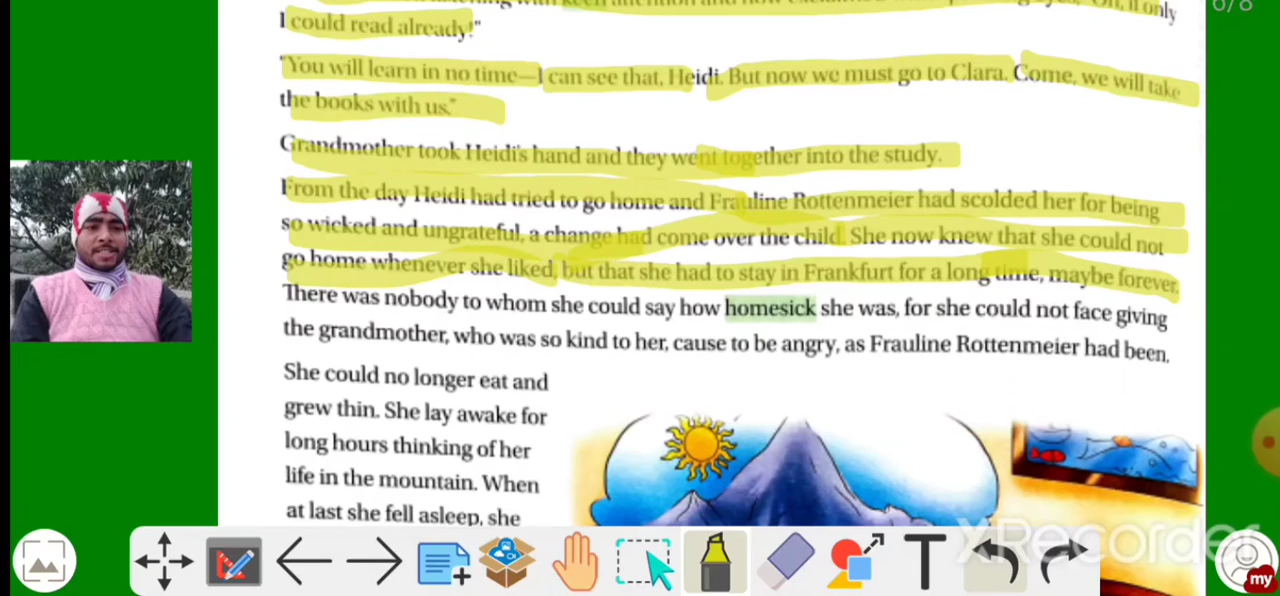 6/8
only
I could read already!"
"You will learn in no time—I can see that, Heidi. But now we must go to Clara. Come, we will take
the books with us."
Grandmother took Heidi's hand and they went together into the study.
From the day Heidi had tried to go home and Frauline Rottenmeier had scolded her for being
so wicked and ungrateful, a change had come over the child. She now knew that she could not
go home whenever she liked, but that she had to stay in Frankfurt for a long time, maybe forever.
There was nobody to whom she could say how homesick she was, for she could not face giving
the grandmother, who was so kind to her, cause to be angry, as Frauline Rottenmeier had been.
She could no longer eat and
grew thin. She lay awake for
long hours thinking of her
life in the mountain. When
at last she fell asleep, she
T
XRecorder
my